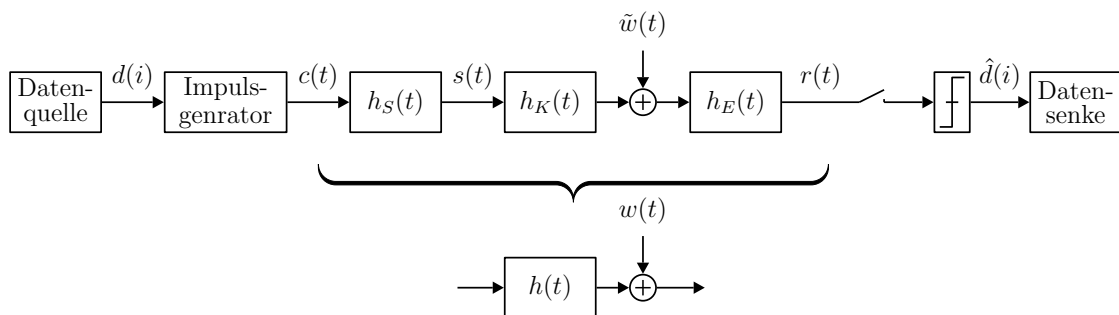 w̃(t)
Daten-
quelle
d(i)
Impuls-
genrator
c(t)
h_S(t)
s(t)
h_K(t)
+
h_E(t)
r(t)
d̂(i)
Daten-
senke
w(t)
h(t)
+